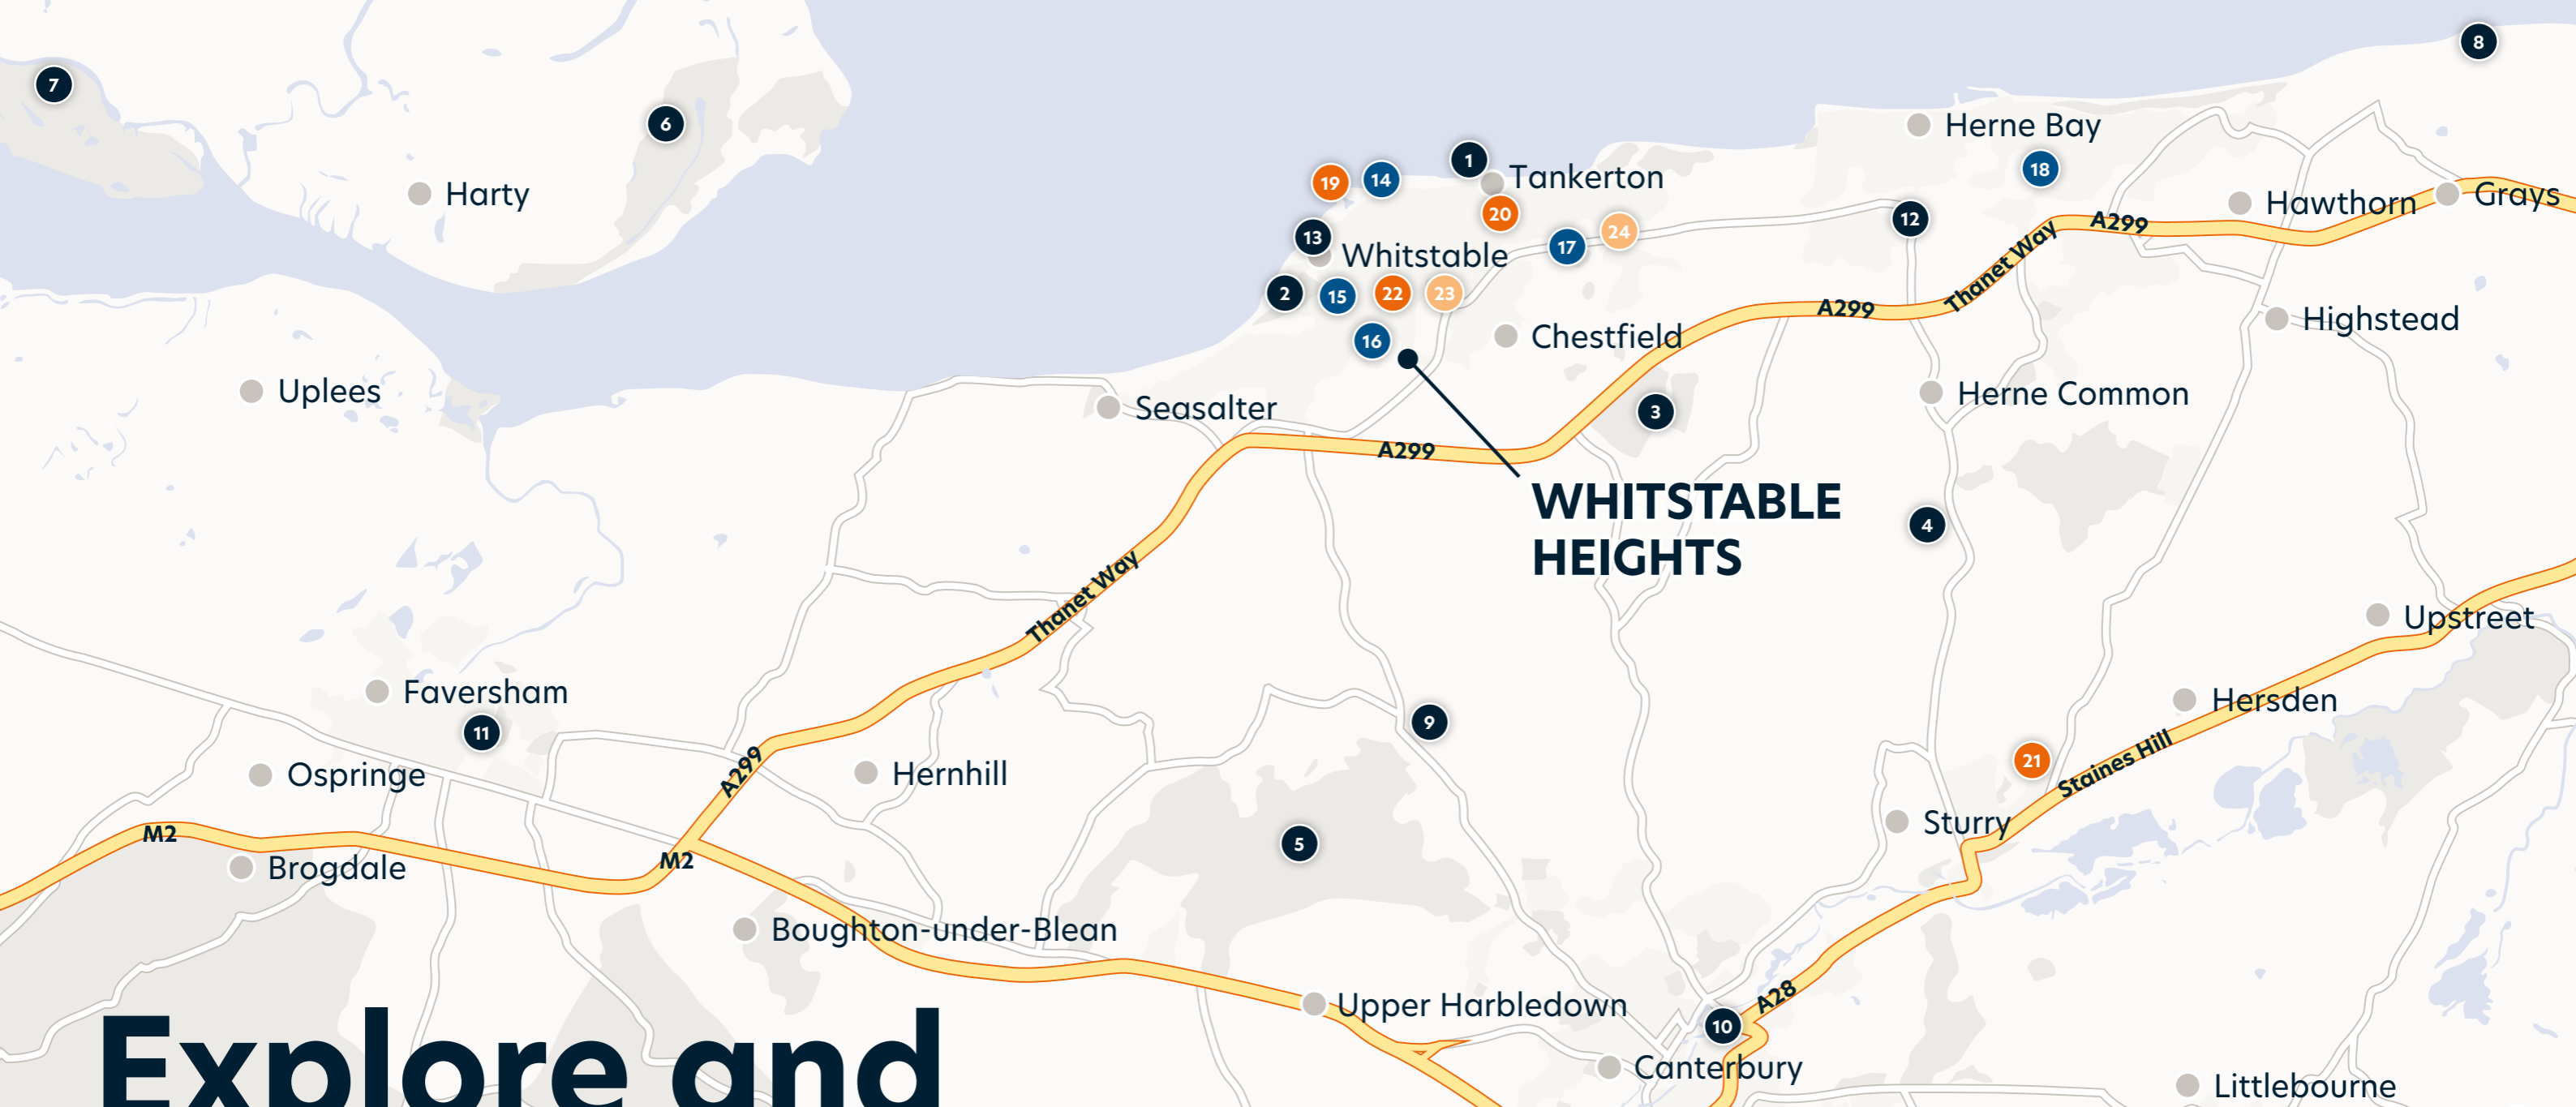 8
7
6
Herne Bay
1
Tankerton
18
19
14
Harty
20
Hawthorn
Grays
12
A299
24
13
17
Whitstable
Thanet Way
2
15
22
23
A299
Highstead
Chestfield
16
Uplees
Herne Common
Seasalter
3
A299
WHITSTABLE
HEIGHTS
4
Thanet Way
Upstreet
Faversham
Hersden
11
9
Staines Hill
21
A299
Hernhill
Ospringe
Sturry
M2
5
M2
Brogdale
Boughton-under-Blean
A28
Upper Harbledown
10
Explore and
Canterbury
Littlebourne